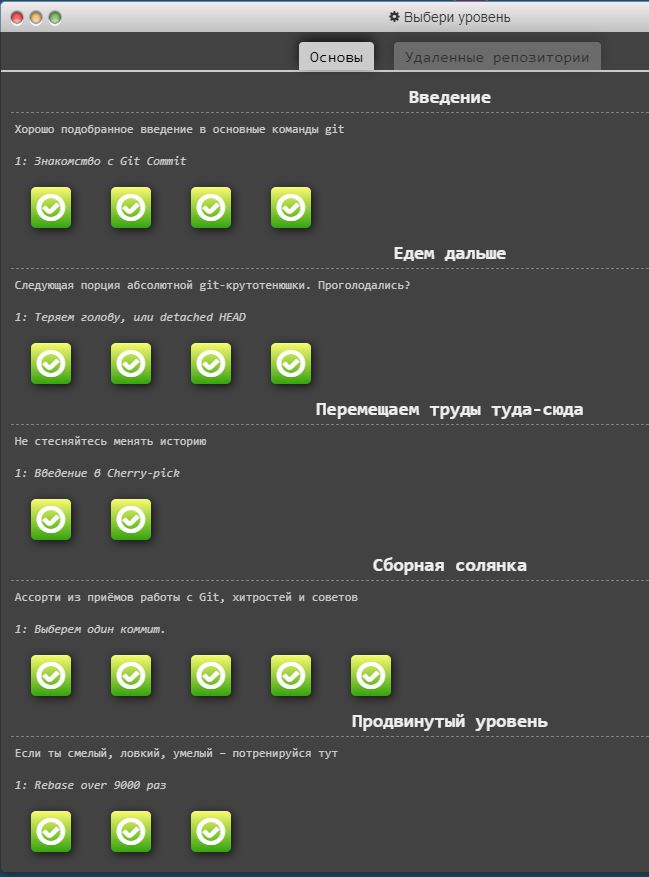 Выбери уровень
Основы
Удаленные репозитории
Введение
Хорошо подобранное введение в основные команды git
1: Знакомство с Git Commit
Едем дальше
Следующая порция абсолютной git-крутотенюшки. Проголодались?
1: Теряем голову, или detached HEAD
Перемещаем труды туда-сюда
Не стесняйтесь менять историю
1: Введение в Cherry-pick
Сборная солянка
Ассорти из приёмов работы с Git, хитростей и советов
1: Выберем один коммит.
Продвинутый уровень
Если ты смелый, ловкий, умелый – потренируйся тут
1: Rebase over 9000 раз